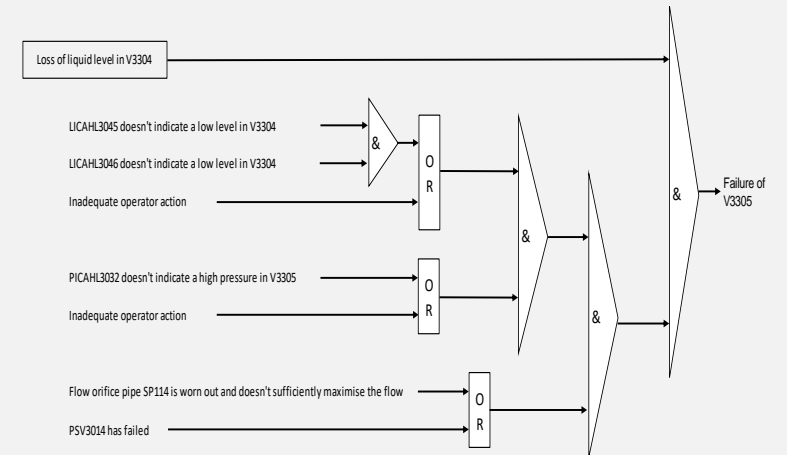 Loss of liquid level in V3304
LICAHL3045 doesn't indicate a low level in V3304
&
LICAHL3046 doesn't indicate a low level in V3304
O
R
Inadequate operator action
&
Failure of
V3305
&
PICAHL3032 doesn't indicate a high pressure in V3305
O
R
Inadequate operator action
&
Flow orifice pipe SP114 is worn out and doesn't sufficiently maximise the flow
O
R
PSV3014 has failed